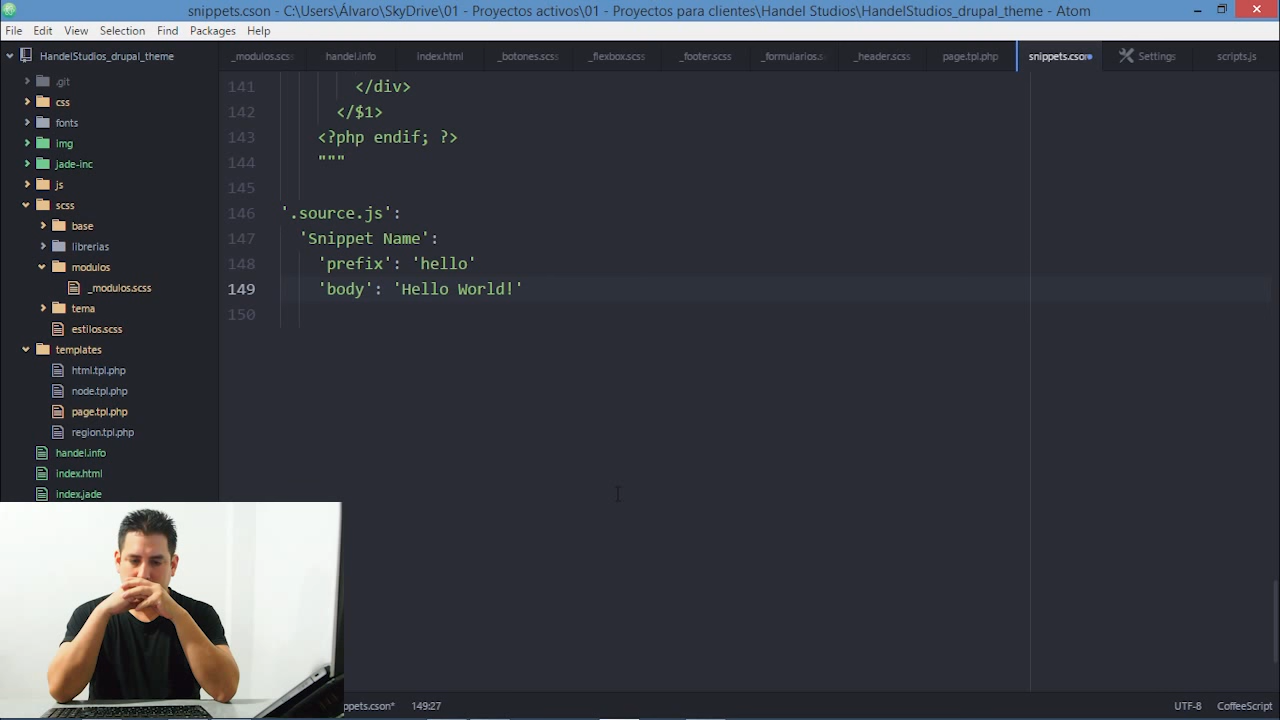 snippets.cson - C:\Users\Álvaro\SkyDrive\01 - Proyectos activos\01 - Proyectos para clientes\Handel Studios\HandelStudios_drupal_theme - Atom
File Edit View Selection Find Packages Help
HandelStudios_drupal_theme
_modulos.scss handel.info index.html _botones.scss _flexbox.scss _footer.scss _formularios.s _header.scss page.tpl.php snippets.cson Settings scripts.js
.git
css
fonts
img
jade-inc
js
scss
base
librerias
modulos
_modulos.scss
tema
estilos.scss
templates
html.tpl.php
node.tpl.php
page.tpl.php
region.tpl.php
handel.info
index.html
index.jade
141 </div>
142 </$1>
143 <?php endif; ?>
144 """
145
146 '.source.js':
147 'Snippet Name':
148 'prefix': 'hello'
149 'body': 'Hello World!'
150
ppets.cson* 149:27 UTF-8 CoffeeScript